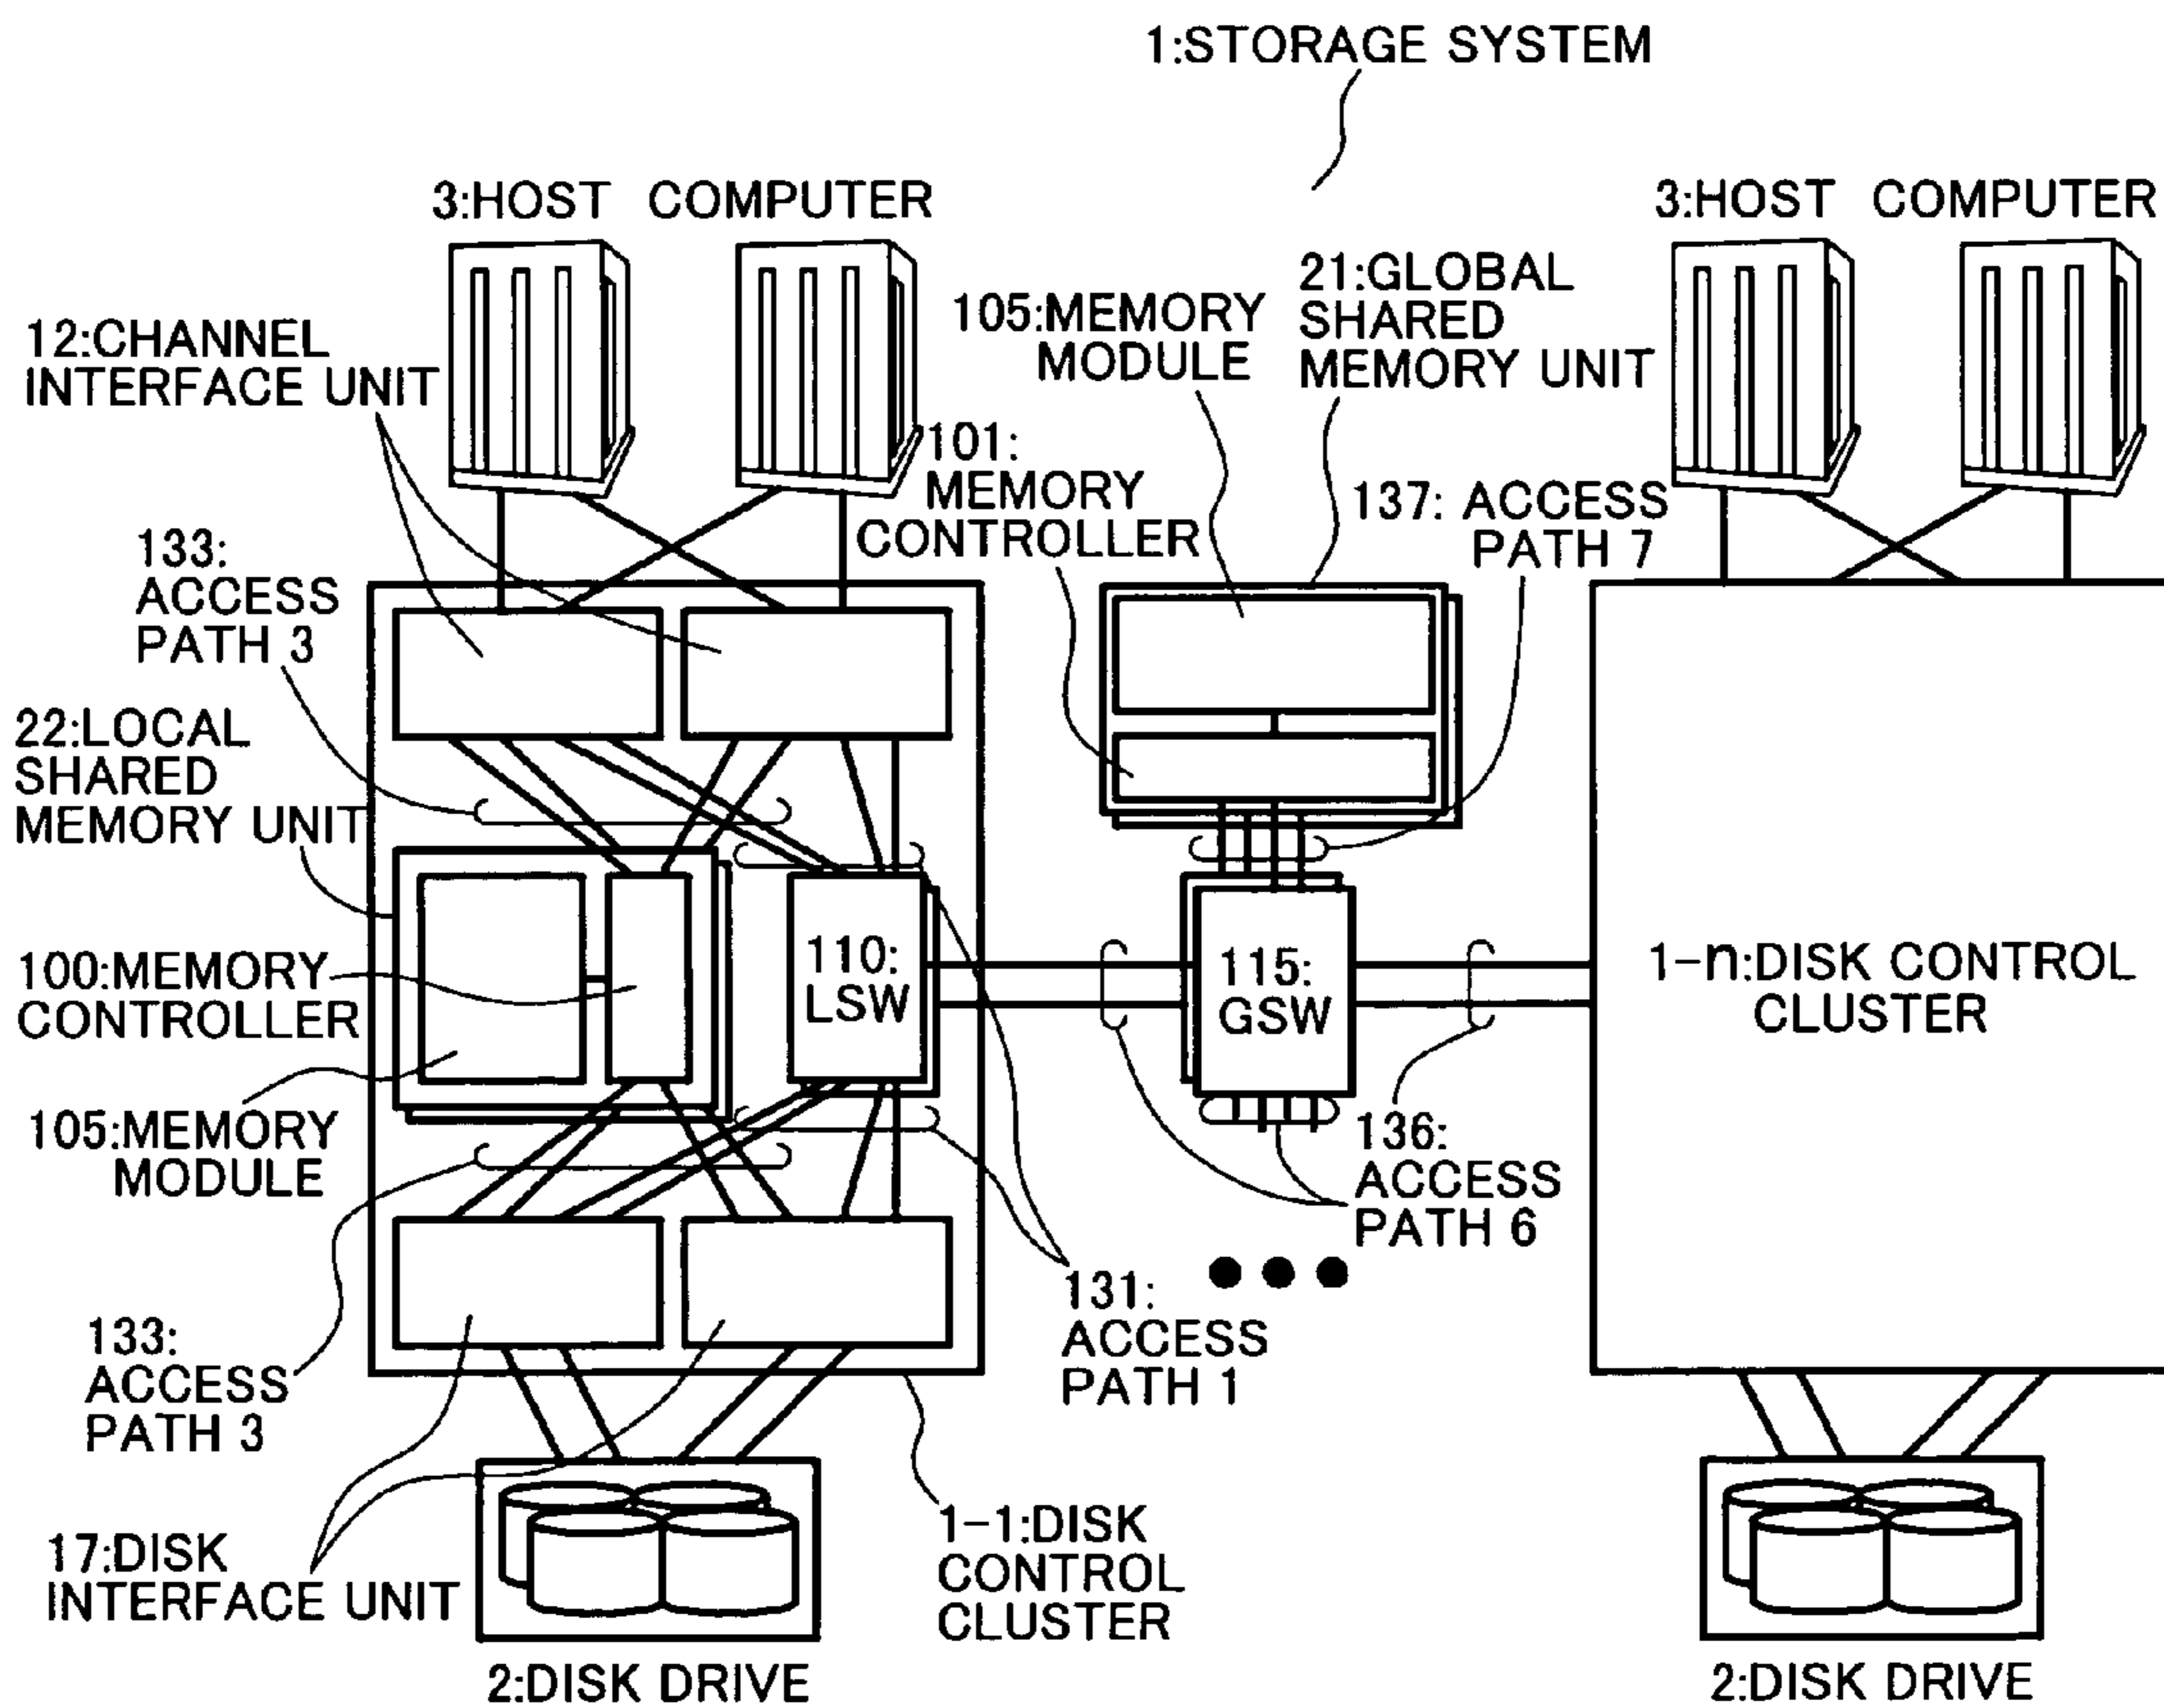 1:STORAGE SYSTEM
3:HOST COMPUTER
3:HOST COMPUTER
21:GLOBAL
SHARED
MEMORY UNIT
105:MEMORY
MODULE
12:CHANNEL
INTERFACE UNIT
101:
MEMORY
CONTROLLER
137: ACCESS
PATH 7
133:
ACCESS
PATH 3
22:LOCAL
SHARED
MEMORY UNIT
100:MEMORY
CONTROLLER
110:
LSW
115:
GSW
1-n:DISK CONTROL
CLUSTER
105:MEMORY
MODULE
136:
ACCESS
PATH 6
131:
ACCESS
PATH 1
133:
ACCESS
PATH 3
17:DISK
INTERFACE UNIT
1-1:DISK
CONTROL
CLUSTER
2:DISK DRIVE
2:DISK DRIVE